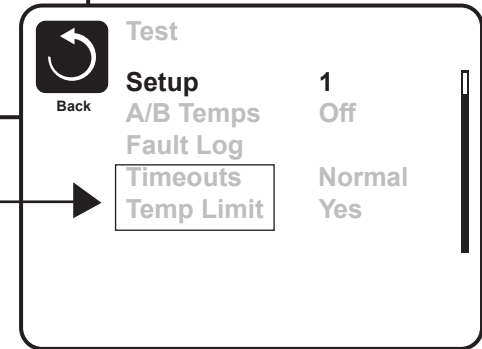 Test
Back
Setup 1
A/B Temps Off
Fault Log
Timeouts Normal
Temp Limit Yes